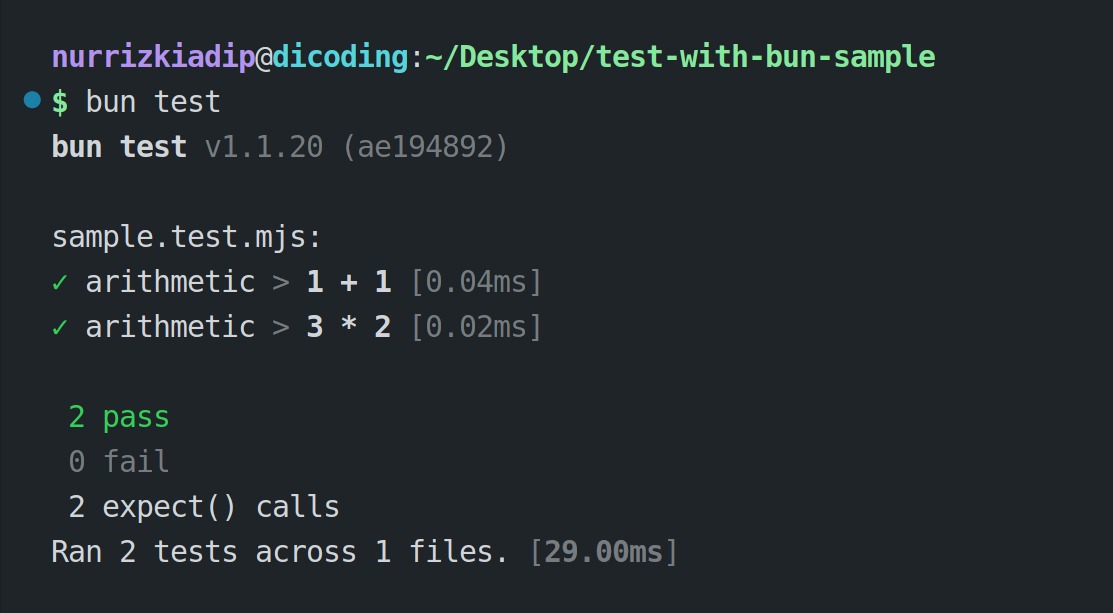 nurrizkiadip@dicoding:~/Desktop/test-with-bun-sample
$ bun test
bun test v1.1.20 (ae194892)
sample.test.mjs:
✓ arithmetic > 1 + 1 [0.04ms]
✓ arithmetic > 3 * 2 [0.02ms]
2 pass
0 fail
2 expect() calls
Ran 2 tests across 1 files. [29.00ms]